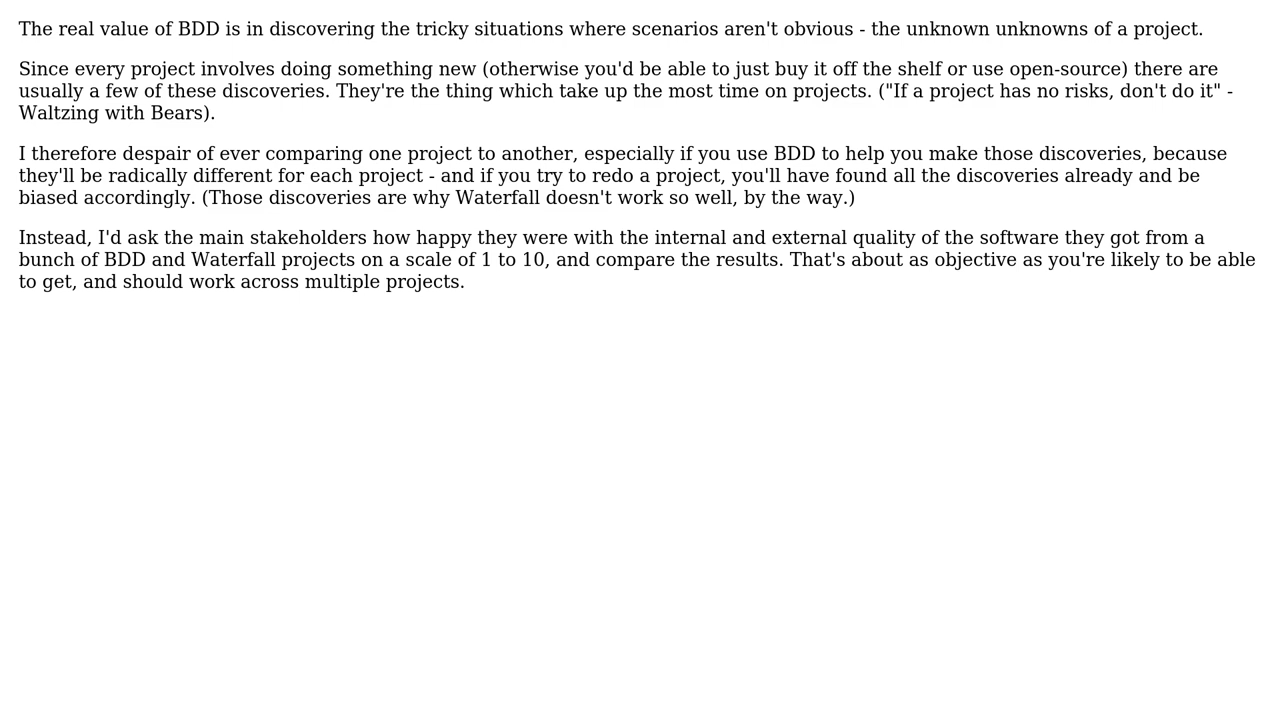 The real value of BDD is in discovering the tricky situations where scenarios aren't obvious - the unknown unknowns of a project.
Since every project involves doing something new (otherwise you'd be able to just buy it off the shelf or use open-source) there are
usually a few of these discoveries. They're the thing which take up the most time on projects. ("If a project has no risks, don't do it" -
Waltzing with Bears).
I therefore despair of ever comparing one project to another, especially if you use BDD to help you make those discoveries, because
they'll be radically different for each project - and if you try to redo a project, you'll have found all the discoveries already and be
biased accordingly. (Those discoveries are why Waterfall doesn't work so well, by the way.)
Instead, I'd ask the main stakeholders how happy they were with the internal and external quality of the software they got from a
bunch of BDD and Waterfall projects on a scale of 1 to 10, and compare the results. That's about as objective as you're likely to be able
to get, and should work across multiple projects.